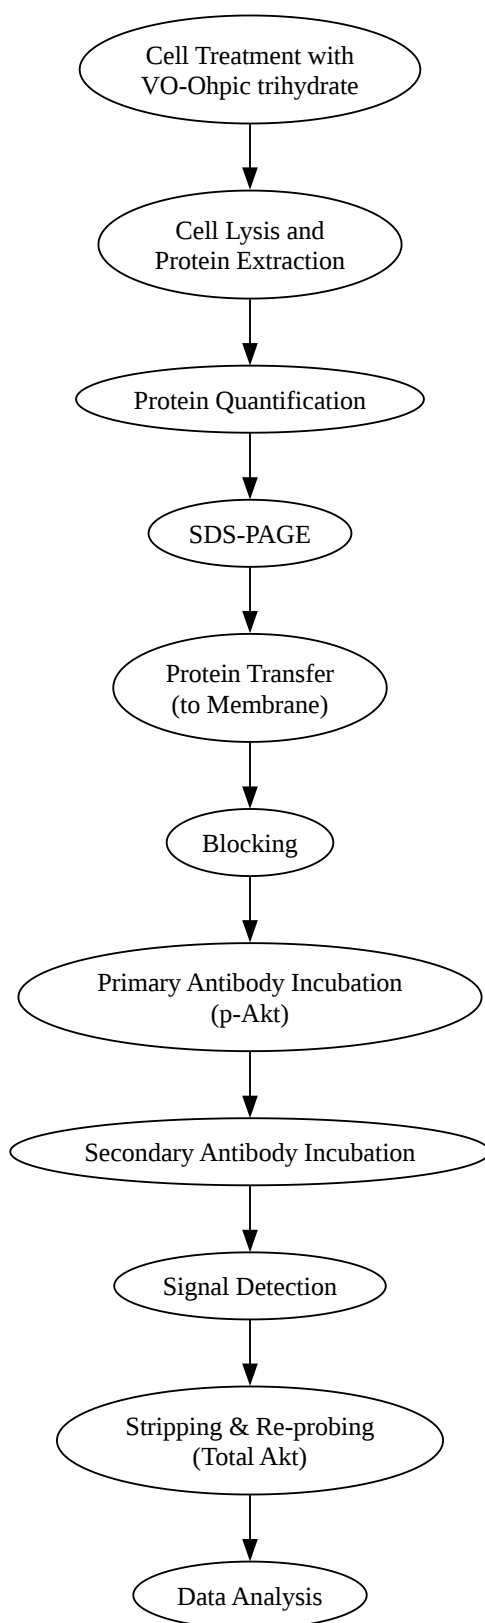 Cell Treatment with
VO-Ohpic trihydrate
Cell Lysis and
Protein Extraction
Protein Quantification
SDS-PAGE
Protein Transfer
(to Membrane)
Blocking
Primary Antibody Incubation
(p-Akt)
Secondary Antibody Incubation
Signal Detection
Stripping & Re-probing
(Total Akt)
Data Analysis